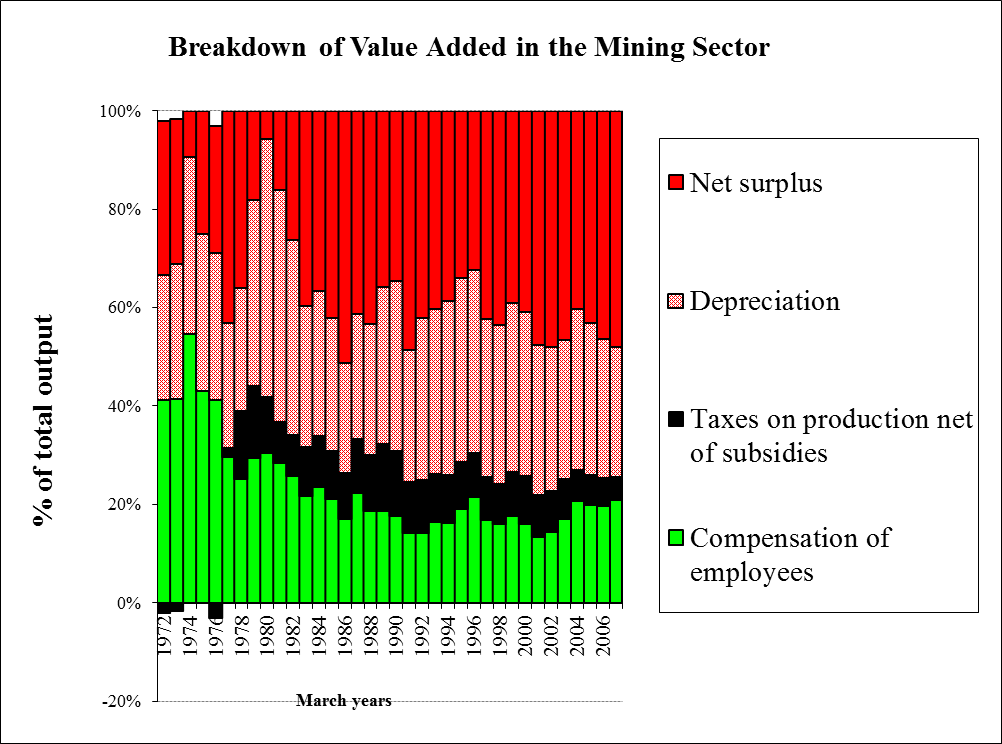 Breakdown of Value Added in the Mining Sector
% of total output
100%
80%
60%
40%
20%
0%
-20%
1972
1974
1976
1978
1980
1982
1984
1986
1988
1990
1992
1994
1996
1998
2000
2002
2004
2006
March years
Net surplus
Depreciation
Taxes on production net
of subsidies
Compensation of
employees